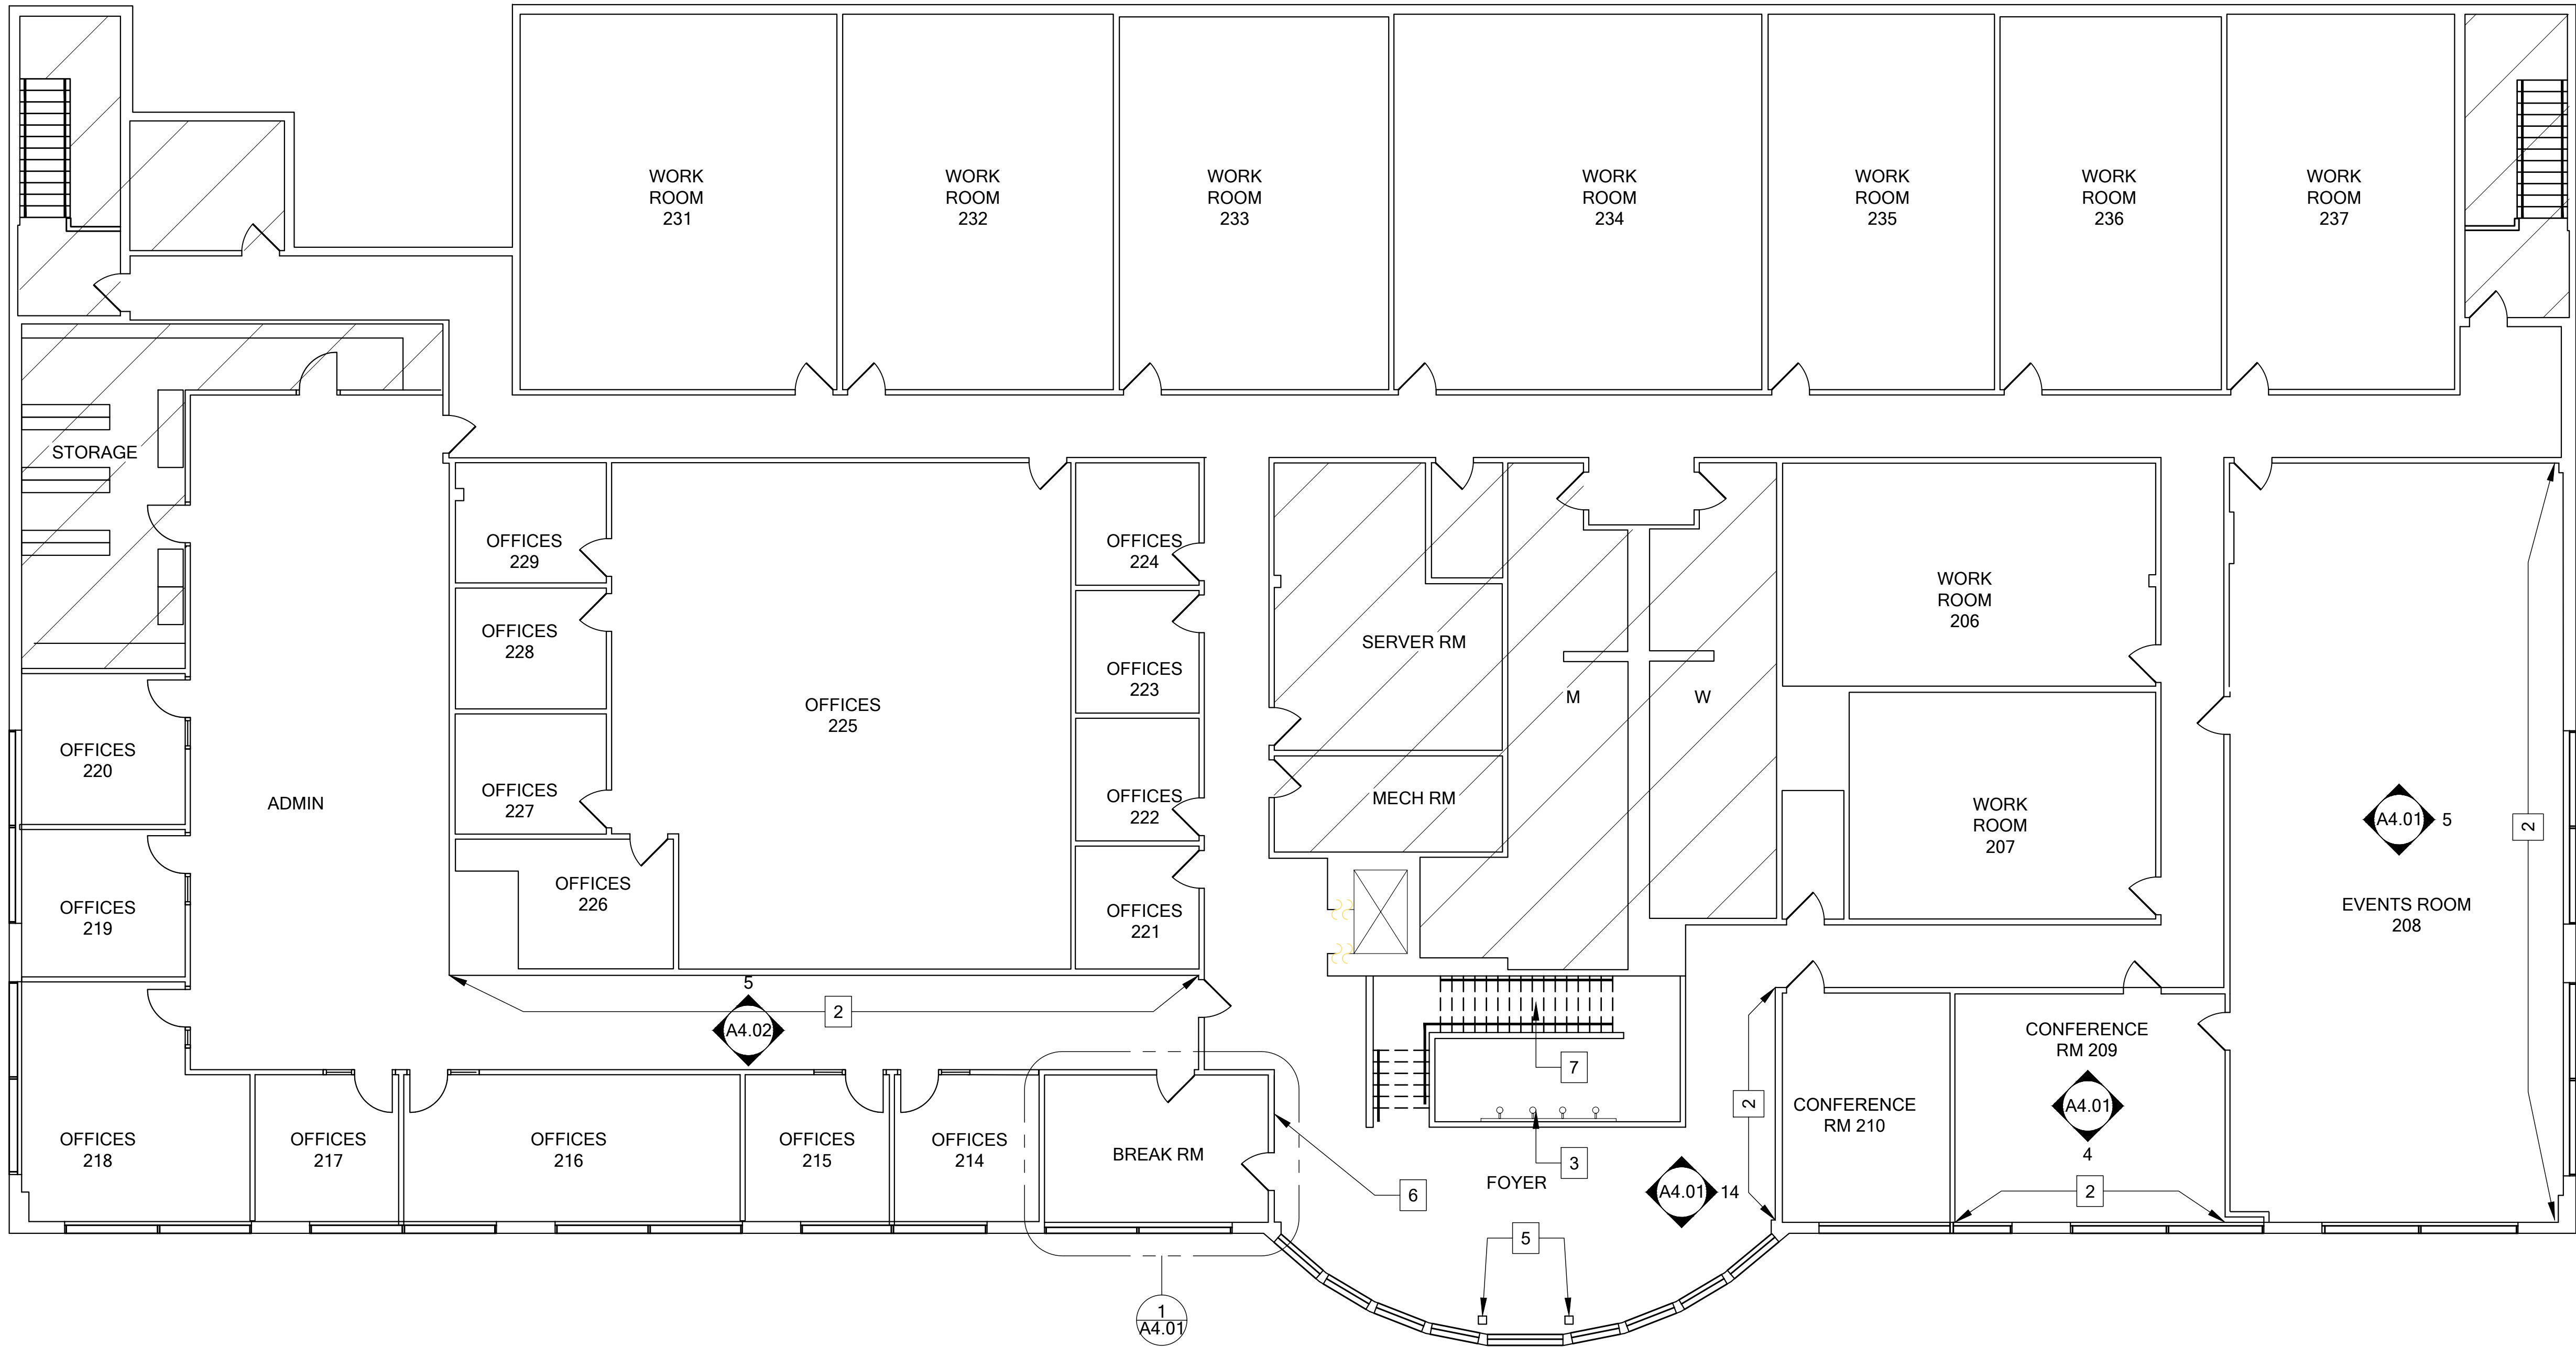 WORK
ROOM
231
WORK
ROOM
232
WORK
ROOM
233
WORK
ROOM
234
WORK
ROOM
235
WORK
ROOM
236
WORK
ROOM
237
STORAGE
OFFICES
229
OFFICES
224
OFFICES
228
OFFICES
223
OFFICES
225
OFFICES
227
OFFICES
222
OFFICES
226
OFFICES
221
OFFICES
220
ADMIN
OFFICES
219
OFFICES
218
OFFICES
217
OFFICES
216
OFFICES
215
OFFICES
214
BREAK RM
5
A4.02
2
SERVER RM
MECH RM
M
W
WORK
ROOM
206
WORK
ROOM
207
A4.01 5
2
EVENTS ROOM
208
7
3
6
FOYER
A4.01 14
5
2
CONFERENCE
RM 210
CONFERENCE
RM 209
A4.01
4
2
1
A4.01